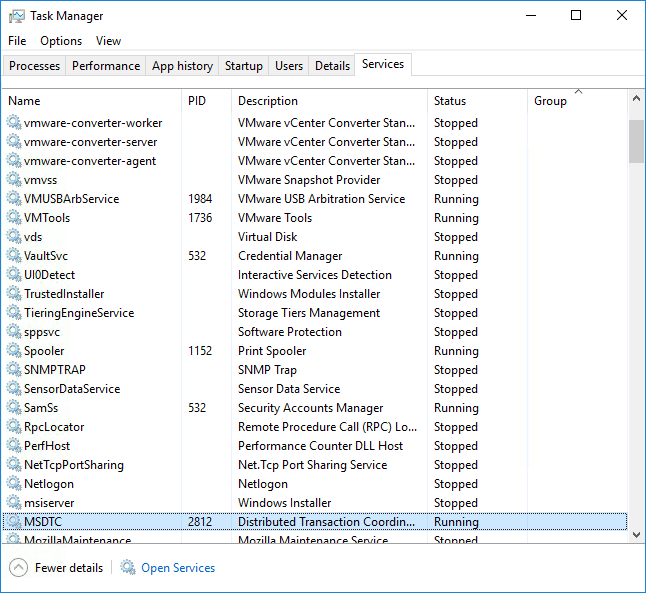 Task Manager
File Options View
Processes Performance App history Startup Users Details Services
Name PID Description Status Group
vmware-converter-worker VMware vCenter Converter Stan... Stopped
vmware-converter-server VMware vCenter Converter Stan... Stopped
vmware-converter-agent VMware vCenter Converter Stan... Stopped
vmvss VMware Snapshot Provider Stopped
VMUSBArbService 1984 VMware USB Arbitration Service Running
VMTools 1736 VMware Tools Running
vds Virtual Disk Stopped
VaultSvc 532 Credential Manager Running
UI0Detect Interactive Services Detection Stopped
TrustedInstaller Windows Modules Installer Stopped
TieringEngineService Storage Tiers Management Stopped
sppsvc Software Protection Stopped
Spooler 1152 Print Spooler Running
SNMPTRAP SNMP Trap Stopped
SensorDataService Sensor Data Service Stopped
SamSs 532 Security Accounts Manager Running
RpcLocator Remote Procedure Call (RPC) Lo... Stopped
PerfHost Performance Counter DLL Host Stopped
NetTcpPortSharing Net.Tcp Port Sharing Service Stopped
Netlogon Netlogon Stopped
msiserver Windows Installer Stopped
MSDTC 2812 Distributed Transaction Coordin... Running
MozillaMaintenance Mozilla Maintenance Service Stopped
Fewer details Open Services